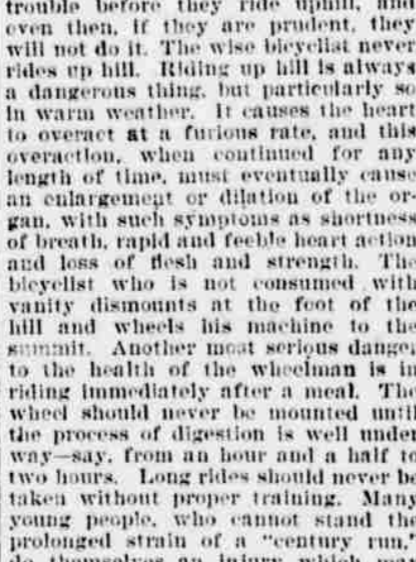 trouble before they ride uphill, and
even then, if they are prudent, they
will not do it. The wise bicyclist never
rides up hill. Riding up hill is always
a dangerous thing, but particularly so
in warm weather. It causes the heart
to overact at a furious rate, and this
overaction, when continued for any
length of time, must eventually cause
an enlargement or dilation of the or-
gan, with such symptoms as shortness
of breath, rapid and feeble heart action
and loss of flesh and strength. The
bicyclist who is not consumed with
vanity dismounts at the foot of the
hill and wheels his machine to the
summit. Another most serious danger
to the health of the wheelman is in
riding immediately after a meal. The
wheel should never be mounted until
the process of digestion is well under
way—say, from an hour and a half to
two hours. Long rides should never be
taken without proper training. Many
young people, who cannot stand the
prolonged strain of a "century run,"
do themselves an injury which may